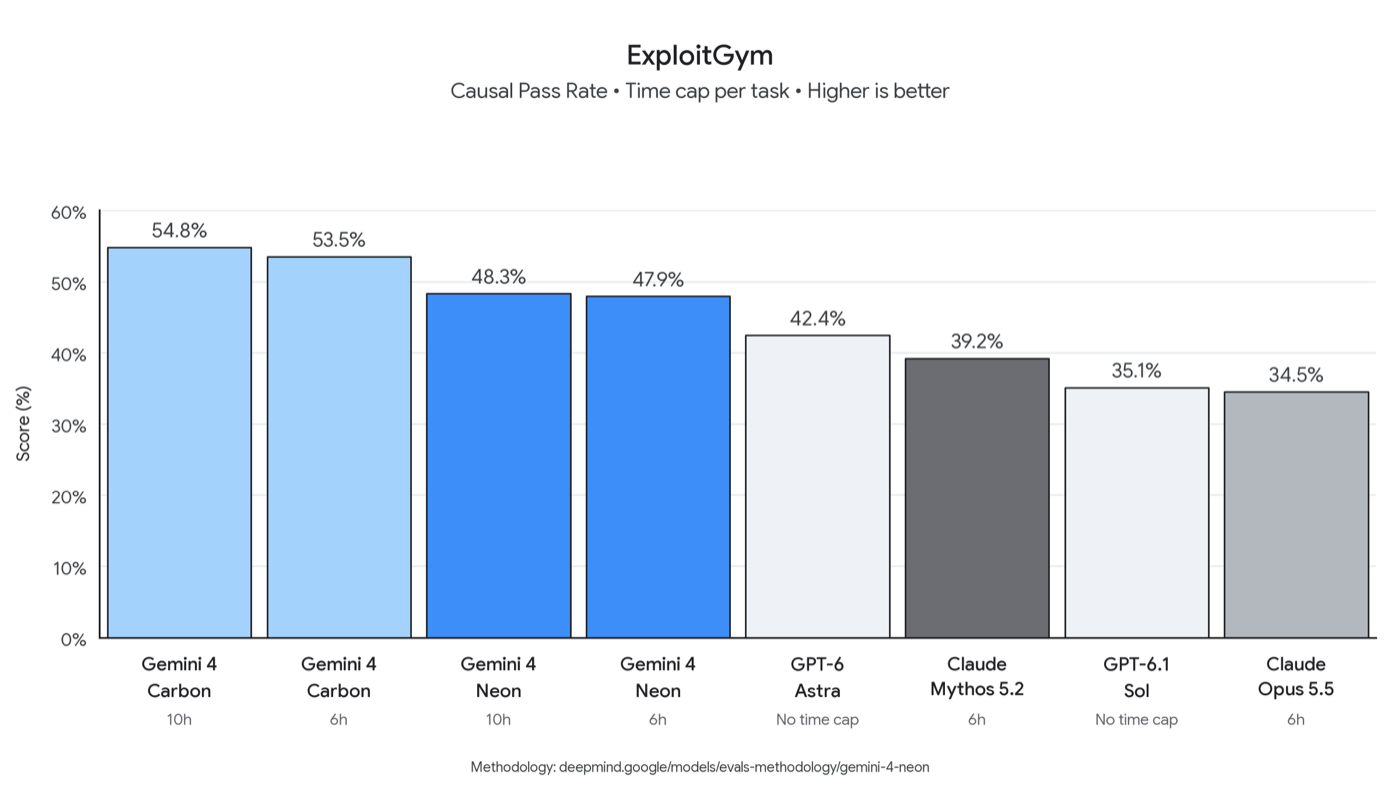 ExploitGym
Causal Pass Rate • Time cap per task • Higher is better
Score (%)
60%
50%
40%
30%
20%
10%
0%
54.8%
53.5%
48.3%
47.9%
42.4%
39.2%
35.1%
34.5%
Gemini 4
Carbon
10h
Gemini 4
Carbon
6h
Gemini 4
Neon
10h
Gemini 4
Neon
6h
GPT-6
Astra
No time cap
Claude
Mythos 5.2
6h
GPT-6.1
Sol
No time cap
Claude
Opus 5.5
6h
Methodology: deepmind.google/models/evals-methodology/gemini-4-neon